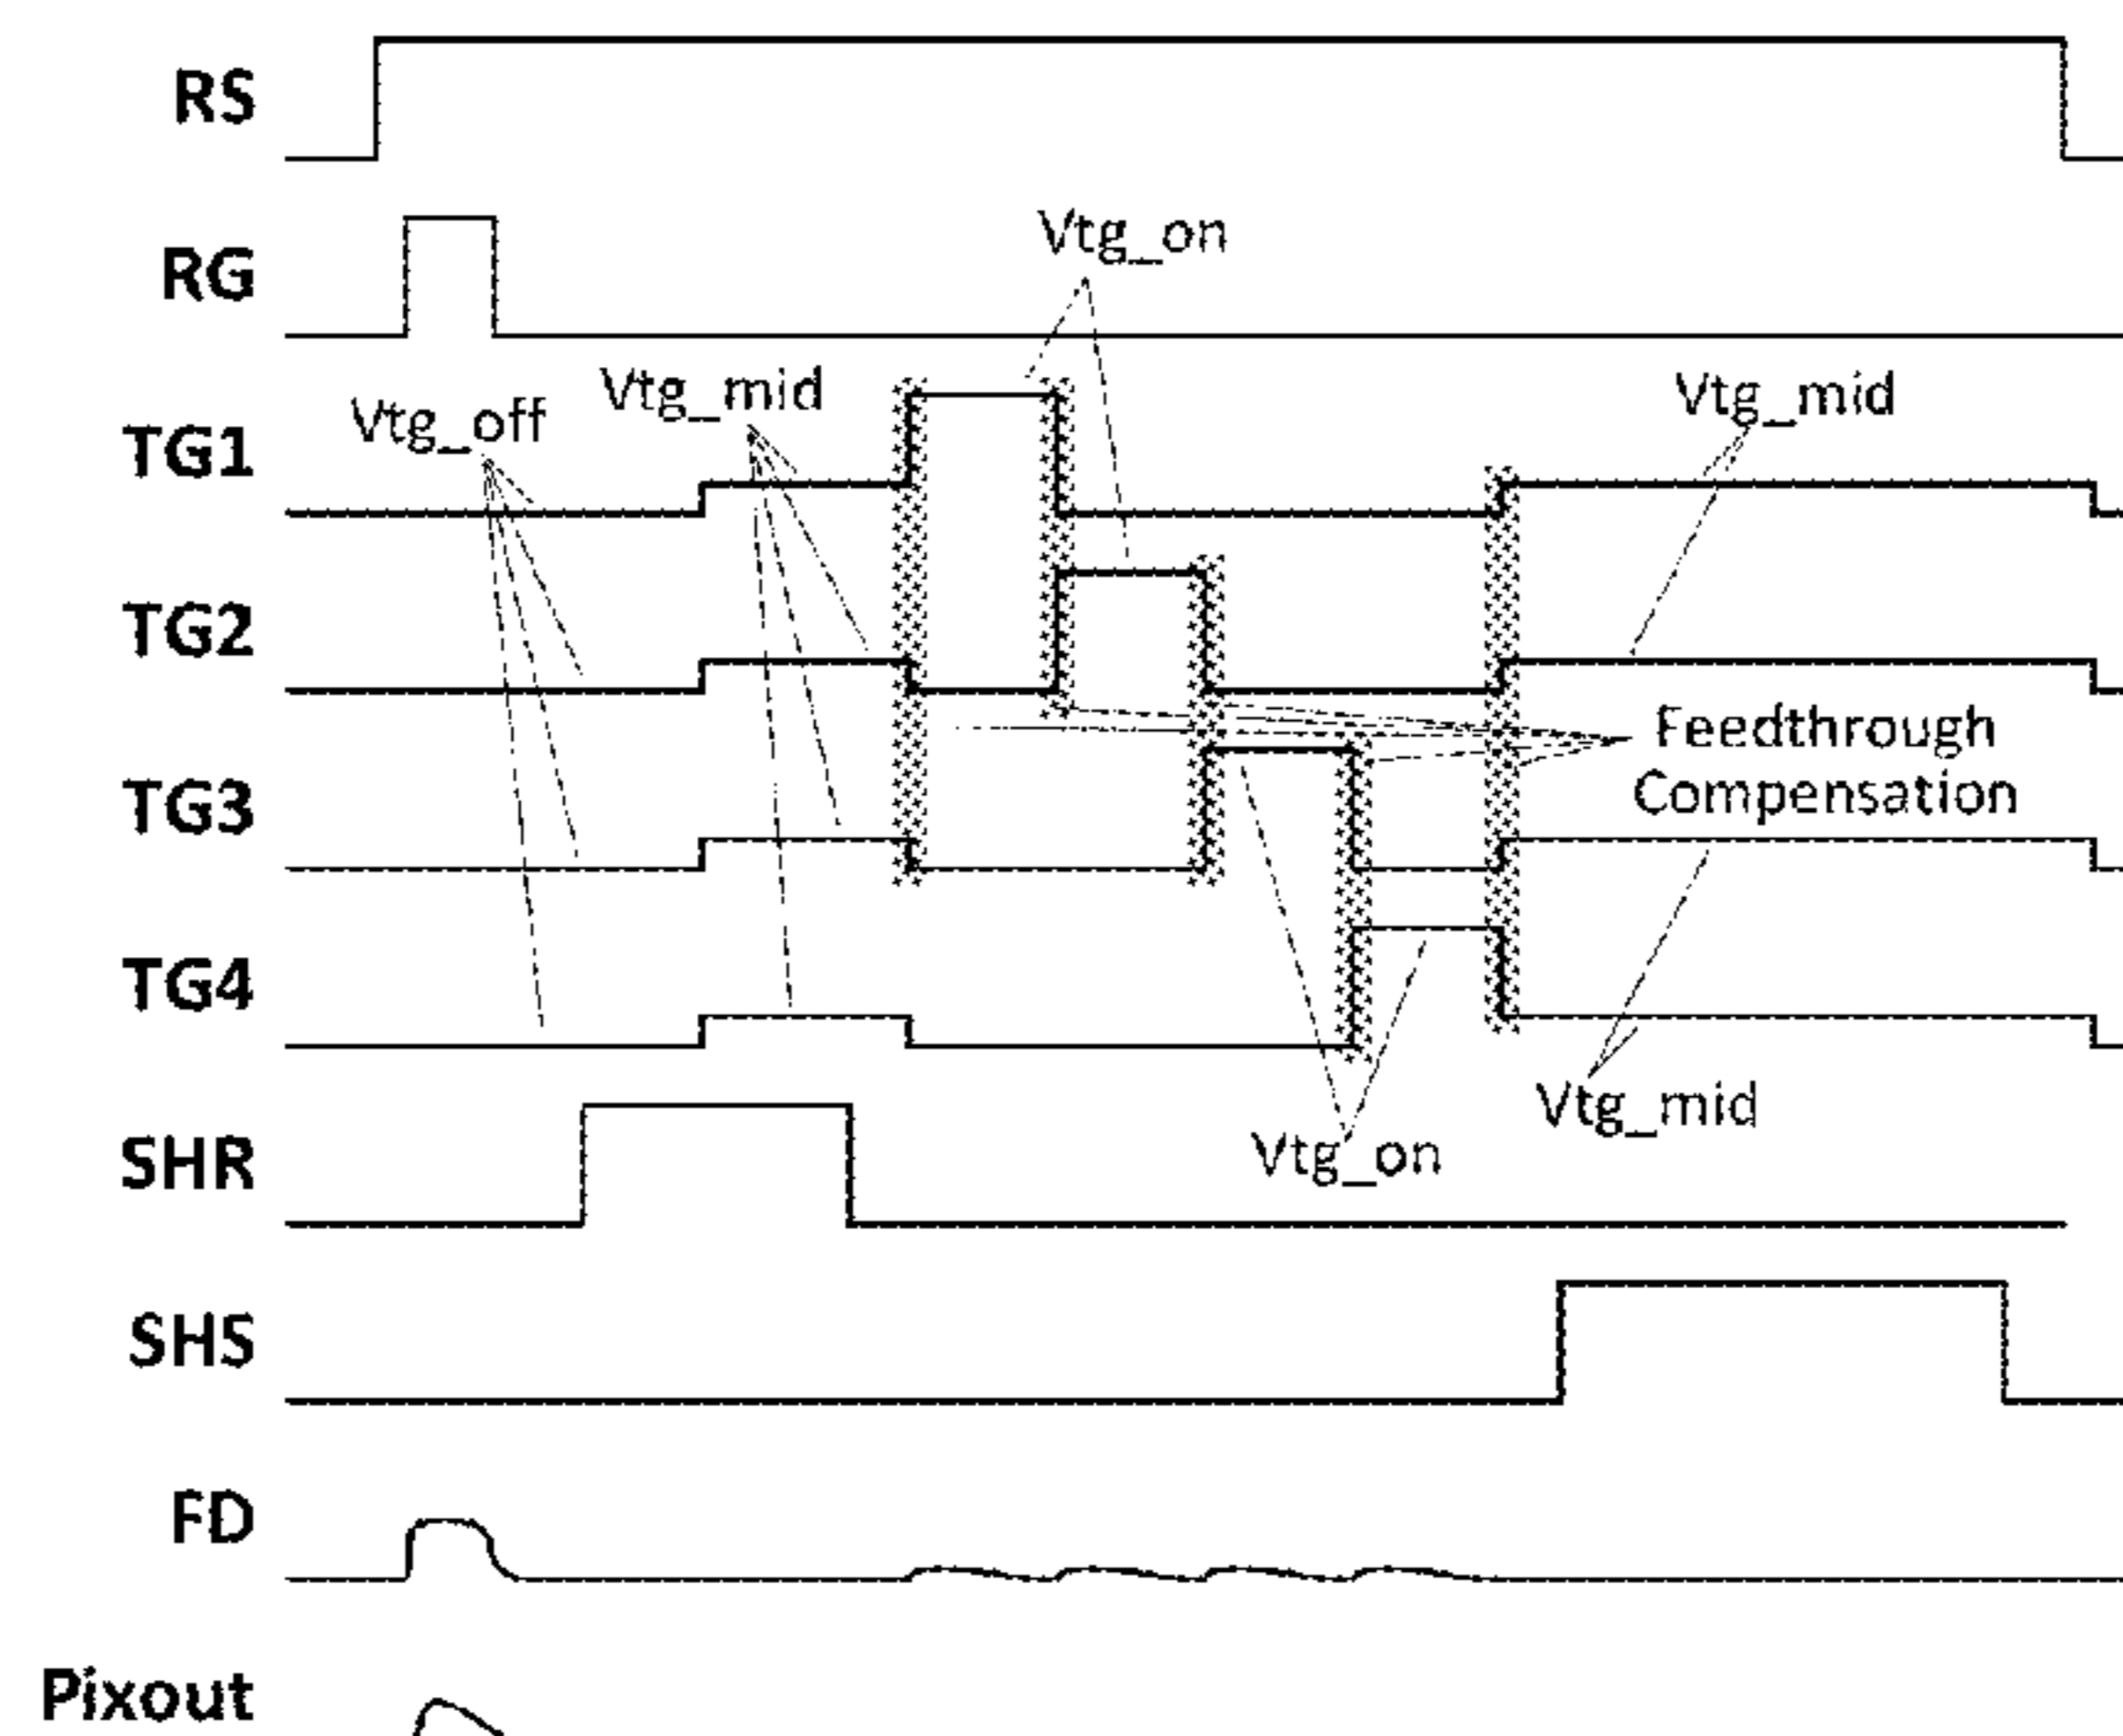 RS
Vtg_on
RG
Vtg_off
Vtg_mid
Vtg_mid
TG1
TG2
Feedthrough
Compensation
TG3
TG4
Vtg_mid
Vtg_on
SHR
SHS
FD
Pixout